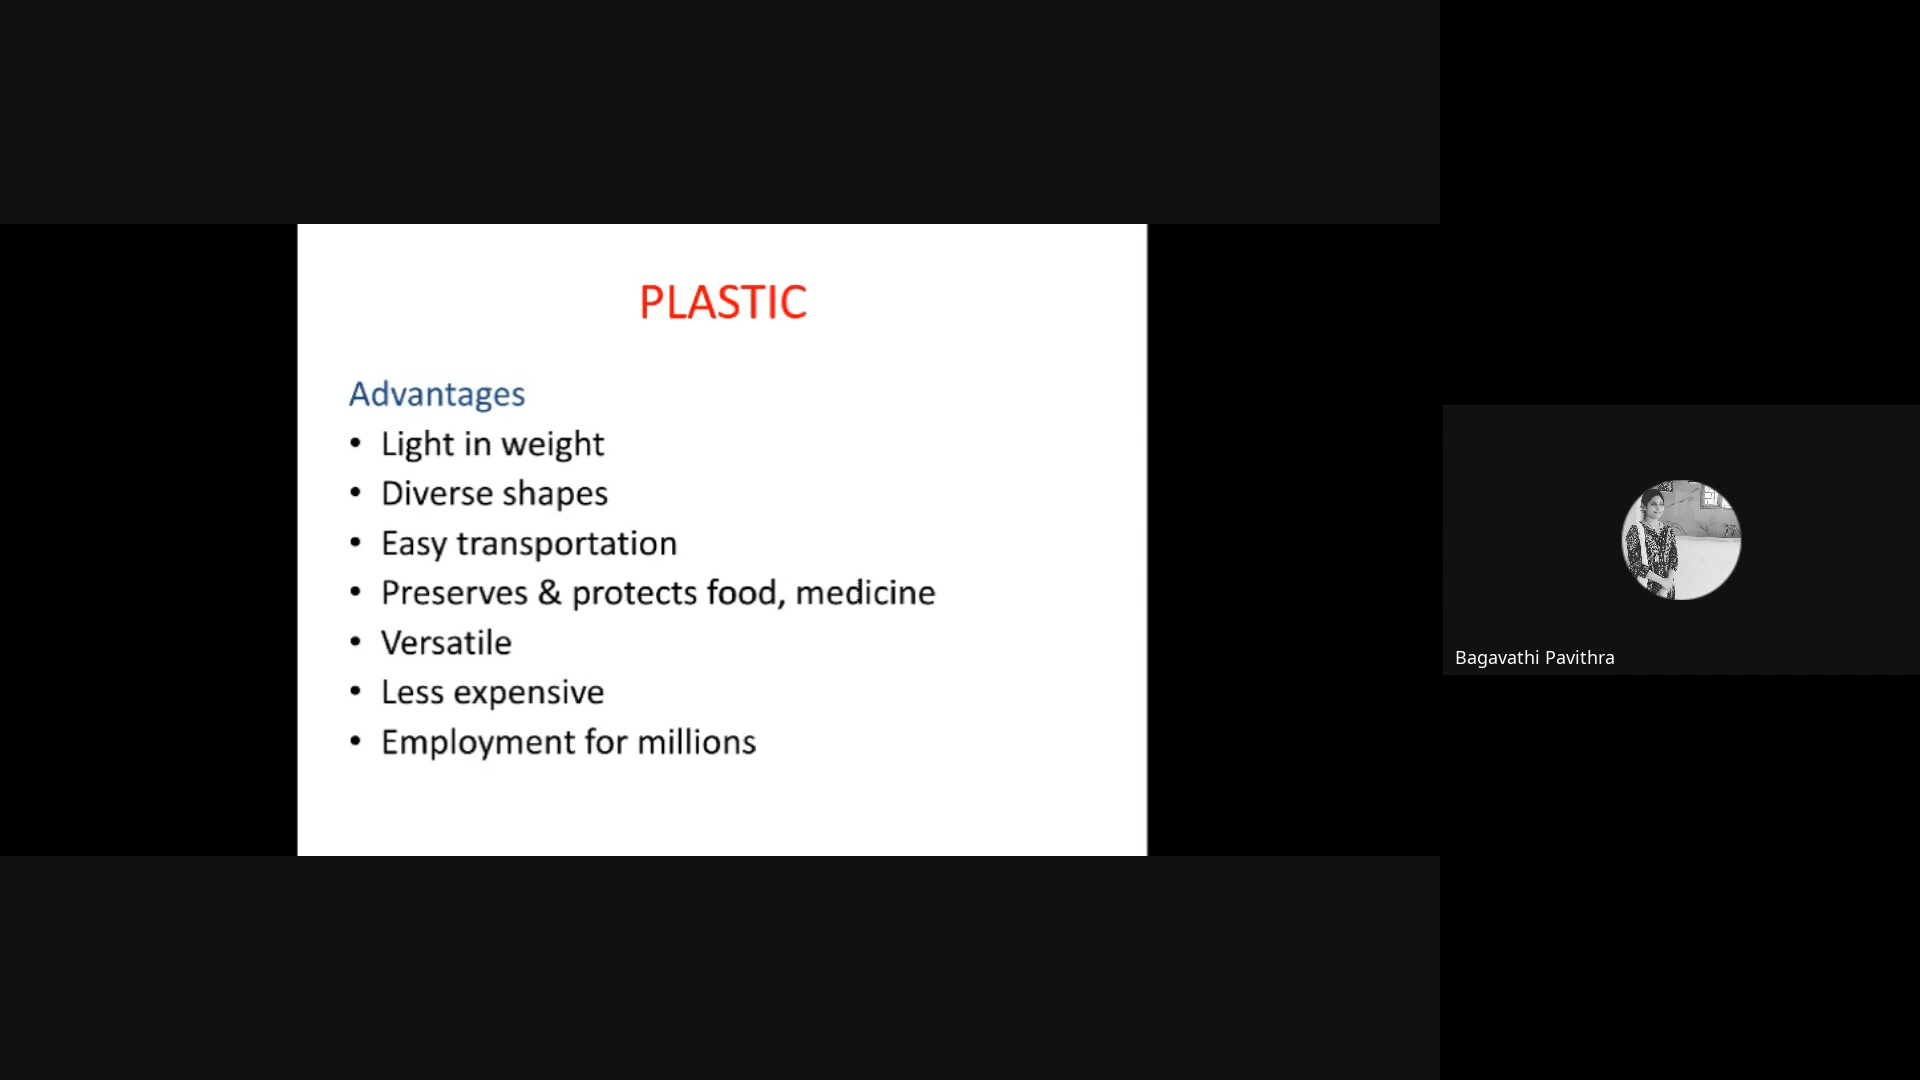 PLASTIC
Advantages
• Light in weight
• Diverse shapes
• Easy transportation
• Preserves & protects food, medicine
• Versatile
• Less expensive
• Employment for millions
Bagavathi Pavithra